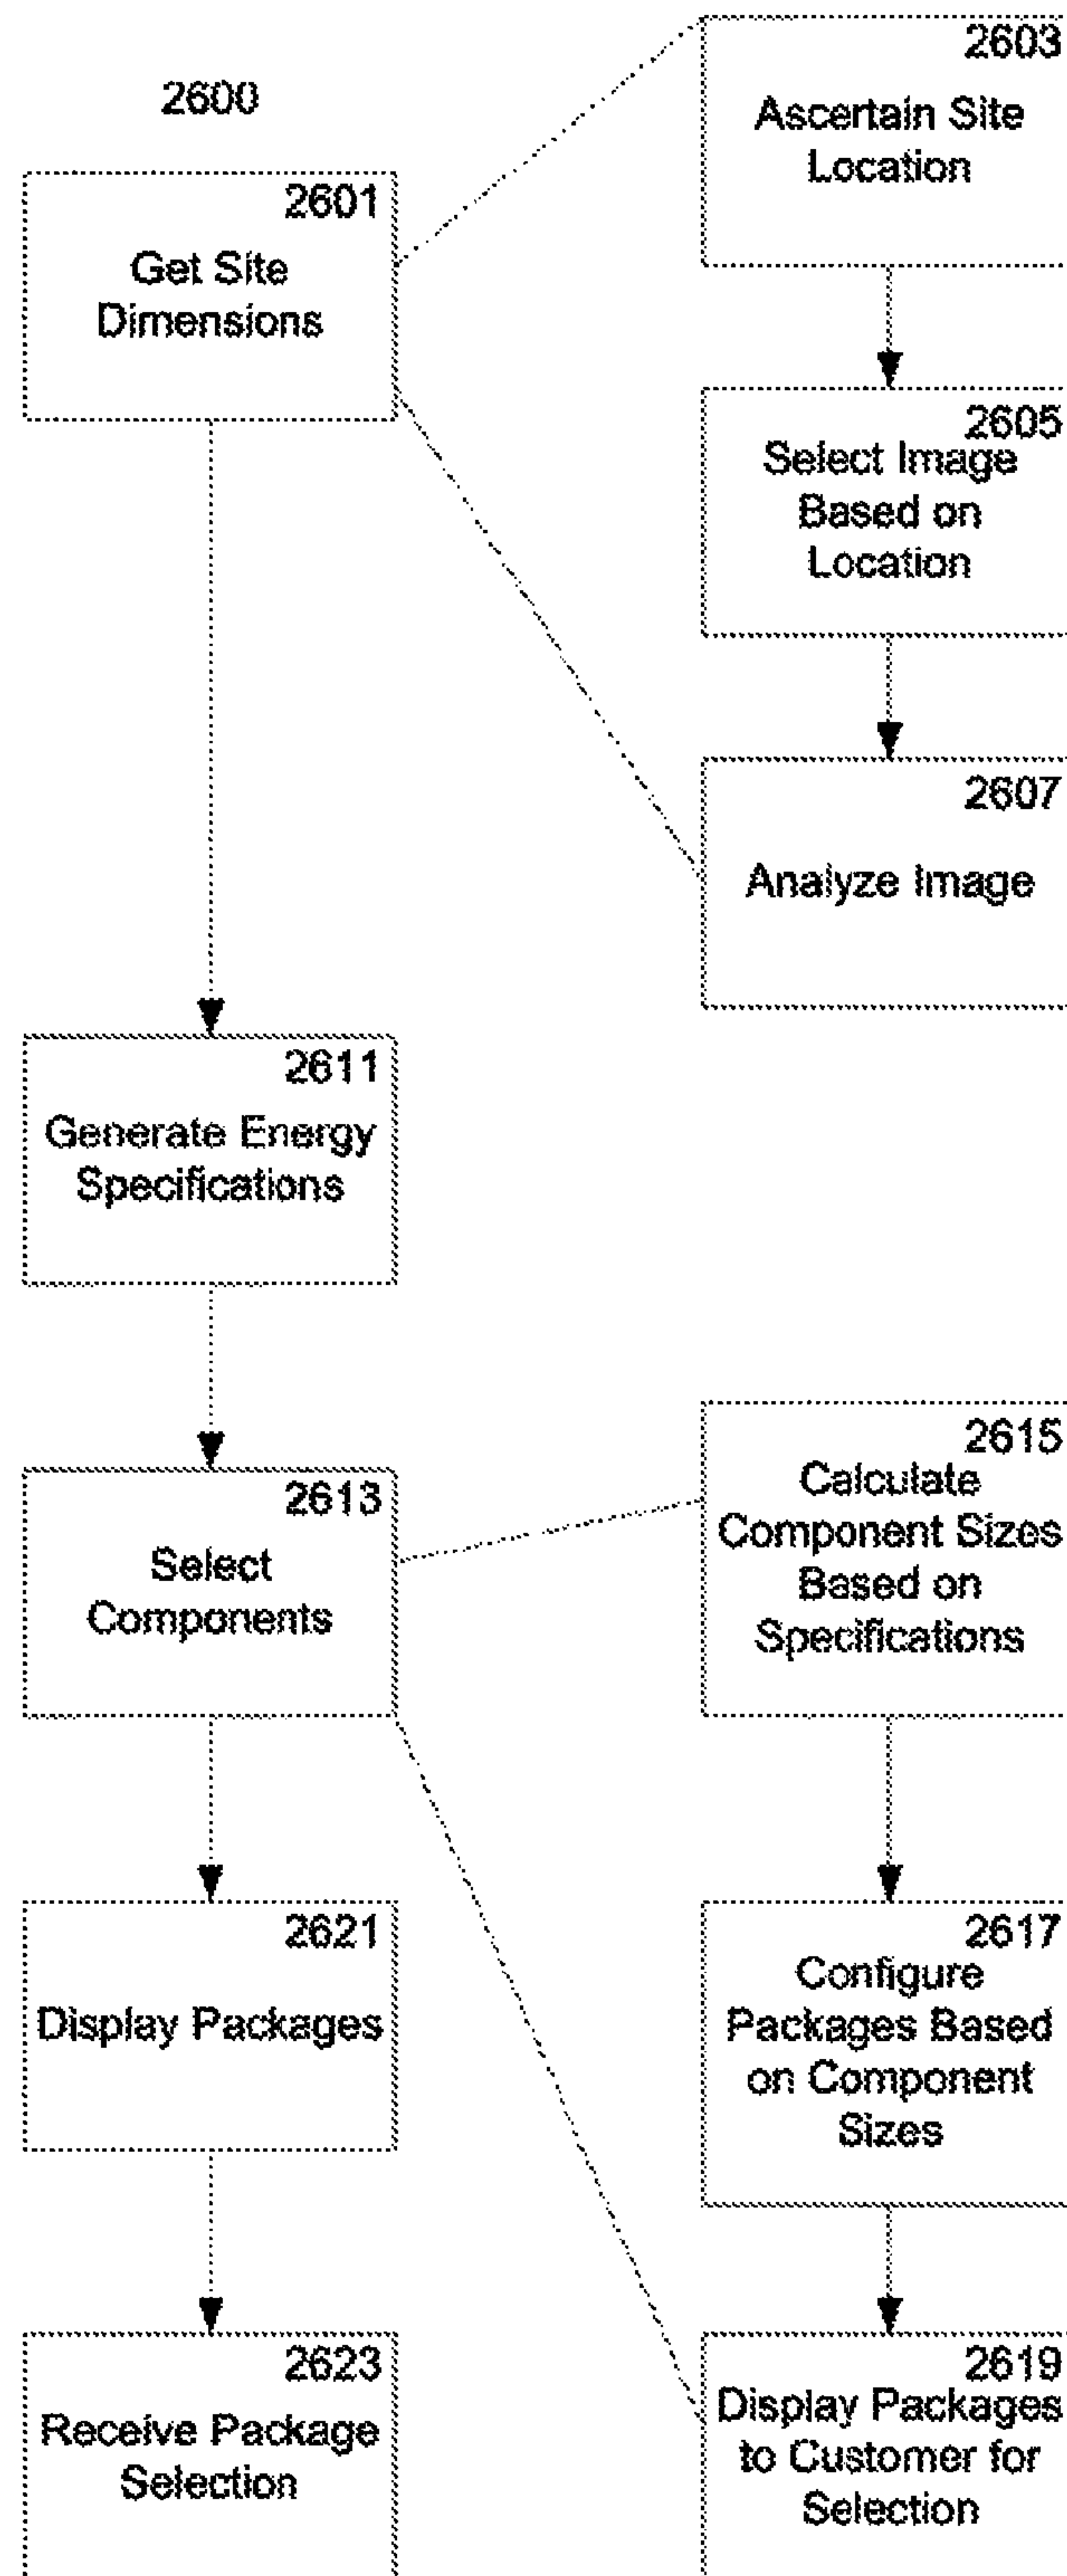 2600
2601
Get Site
Dimensions
2603
Ascertain Site
Location
2605
Select Image
Based on
Location
2607
Analyze Image
2611
Generate Energy
Specifications
2613
Select
Components
2615
Calculate
Component Sizes
Based on
Specifications
2617
Configure
Packages Based
on Component
Sizes
2619
Display Packages
to Customer for
Selection
2621
Display Packages
2623
Receive Package
Selection